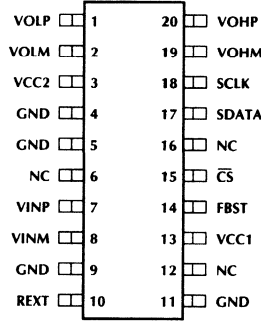 VOLP 1 20 VOHP
VOLM 2 19 VOHM
VCC2 3 18 SCLK
GND 4 17 SDATA
GND 5 16 NC
NC 6 15 C̅S̅
VINP 7 14 FBST
VINM 8 13 VCC1
GND 9 12 NC
REXT 10 11 GND